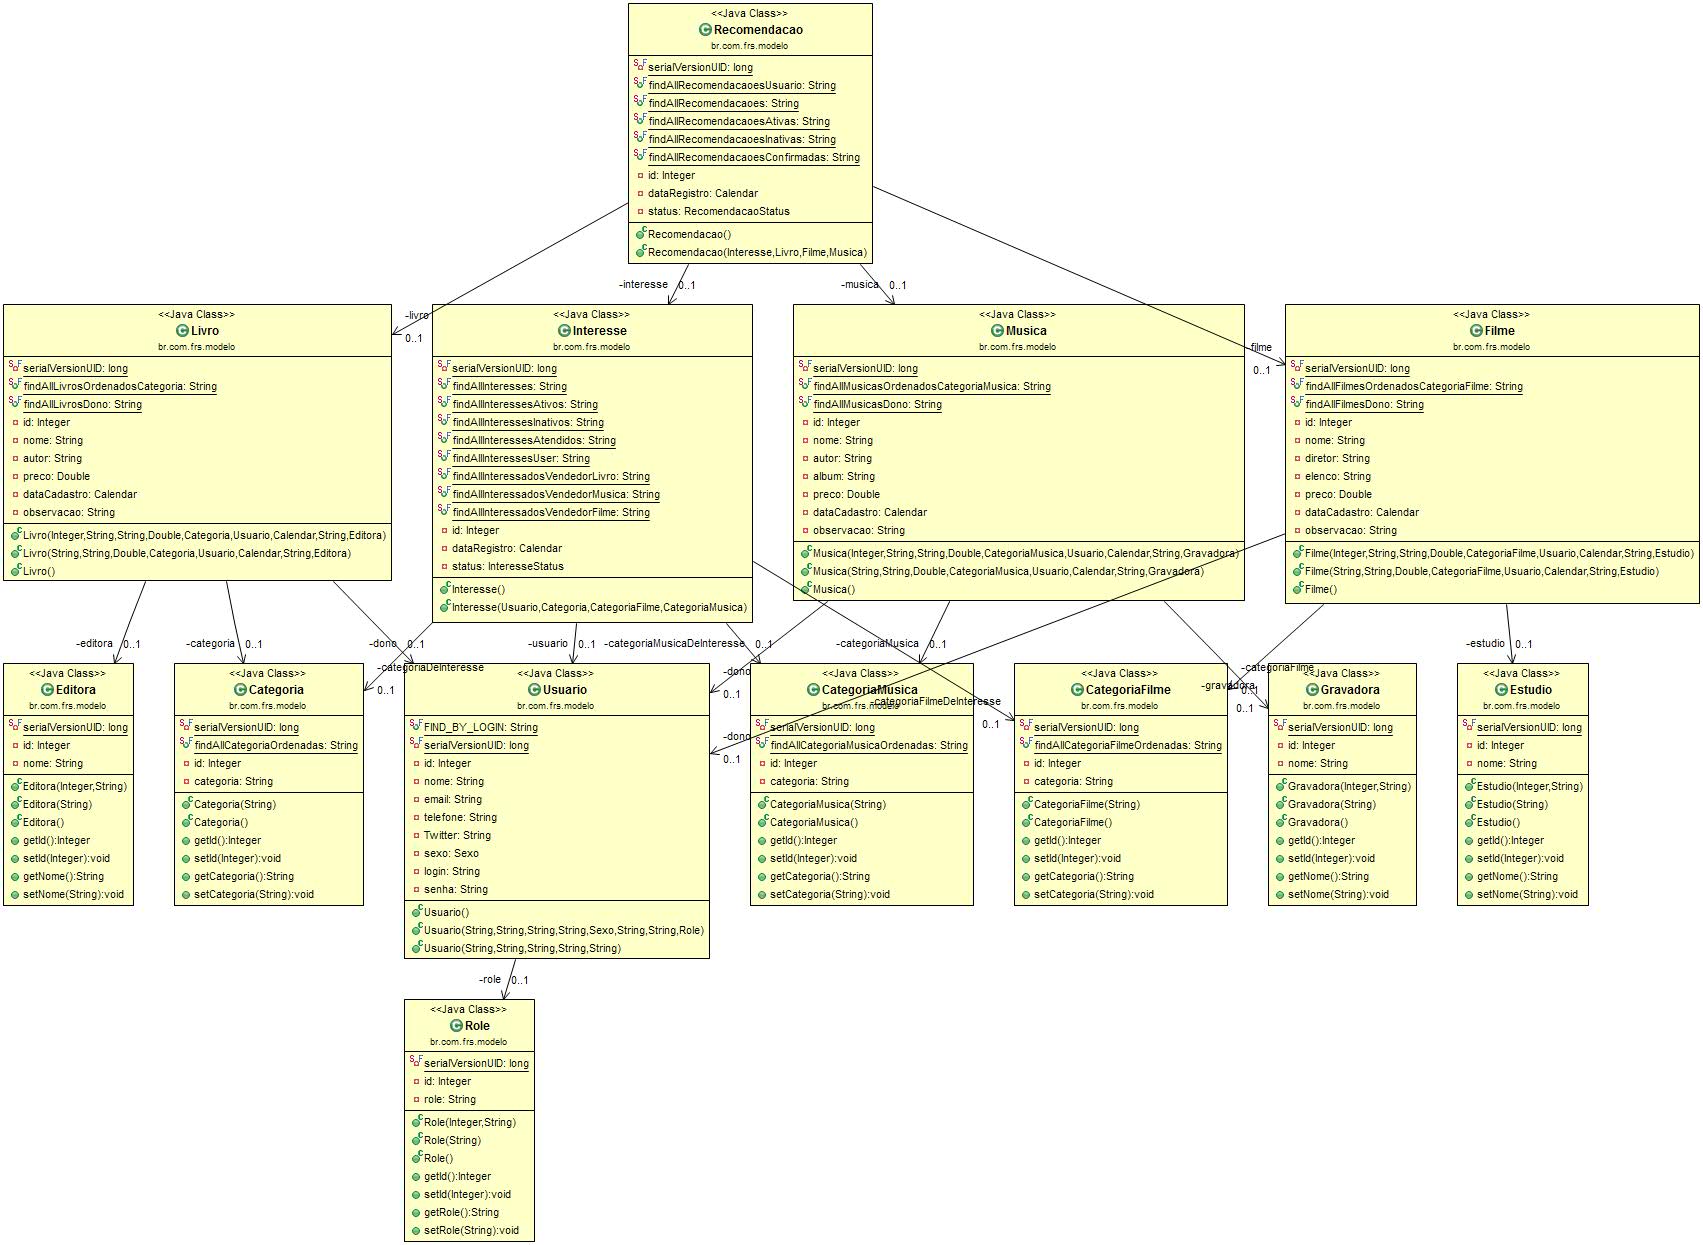 <<Java Class>>
Recomendacao
br.com.frs.modelo
serialVersionUID: long
findAllRecomendacaoesUsuario: String
findAllRecomendacaoes: String
findAllRecomendacaoesAtivas: String
findAllRecomendacaoesInativas: String
findAllRecomendacaoesConfirmadas: String
id: Integer
dataRegistro: Calendar
status: RecomendacaoStatus
Recomendacao()
Recomendacao(Interesse,Livro,Filme,Musica)
-livro
0..1
-interesse
0..1
-musica
0..1
-filme
0..1
<<Java Class>>
Livro
br.com.frs.modelo
serialVersionUID: long
findAllLivrosOrdenadosCategoria: String
findAllLivrosDono: String
id: Integer
nome: String
autor: String
preco: Double
dataCadastro: Calendar
observacao: String
Livro(Integer,String,String,Double,Categoria,Usuario,Calendar,String,Editora)
Livro(String,String,Double,Categoria,Usuario,Calendar,String,Editora)
Livro()
<<Java Class>>
Interesse
br.com.frs.modelo
serialVersionUID: long
findAllInteresses: String
findAllInteressesAtivos: String
findAllInteressesInativos: String
findAllInteressesAtendidos: String
findAllInteressesUser: String
findAllInteressadosVendedorLivro: String
findAllInteressadosVendedorMusica: String
findAllInteressadosVendedorFilme: String
id: Integer
dataRegistro: Calendar
status: InteresseStatus
Interesse()
Interesse(Usuario,Categoria,CategoriaFilme,CategoriaMusica)
<<Java Class>>
Musica
br.com.frs.modelo
serialVersionUID: long
findAllMusicasOrdenadosCategoriaMusica: String
findAllMusicasDono: String
id: Integer
nome: String
autor: String
album: String
preco: Double
dataCadastro: Calendar
observacao: String
Musica(Integer,String,String,Double,CategoriaMusica,Usuario,Calendar,String,Gravadora)
Musica(String,String,Double,CategoriaMusica,Usuario,Calendar,String,Gravadora)
Musica()
<<Java Class>>
Filme
br.com.frs.modelo
serialVersionUID: long
findAllFilmesOrdenadosCategoriaFilme: String
findAllFilmesDono: String
id: Integer
nome: String
diretor: String
elenco: String
preco: Double
dataCadastro: Calendar
observacao: String
Filme(Integer,String,String,Double,CategoriaFilme,Usuario,Calendar,String,Estudio)
Filme(String,String,Double,CategoriaFilme,Usuario,Calendar,String,Estudio)
Filme()
-editora
0..1
-categoria
0..1
-dono
0..1
-categoriaDeInteresse
0..1
-usuario
0..1
-categoriaMusicaDeInteresse
0..1
-dono
0..1
-dono
0..1
-categoriaMusica
0..1
-categoriaFilmeDeInteresse
0..1
-categoriaFilme
0..1
-gravadora
0..1
-estudio
0..1
<<Java Class>>
Editora
br.com.frs.modelo
serialVersionUID: long
id: Integer
nome: String
Editora(Integer,String)
Editora(String)
Editora()
getId():Integer
setId(Integer):void
getNome():String
setNome(String):void
<<Java Class>>
Categoria
br.com.frs.modelo
serialVersionUID: long
findAllCategoriaOrdenadas: String
id: Integer
categoria: String
Categoria(String)
Categoria()
getId():Integer
setId(Integer):void
getCategoria():String
setCategoria(String):void
<<Java Class>>
Usuario
br.com.frs.modelo
FIND_BY_LOGIN: String
serialVersionUID: long
id: Integer
nome: String
email: String
telefone: String
Twitter: String
sexo: Sexo
login: String
senha: String
Usuario()
Usuario(String,String,String,String,Sexo,String,String,Role)
Usuario(String,String,String,String,String)
<<Java Class>>
CategoriaMusica
br.com.frs.modelo
serialVersionUID: long
findAllCategoriaMusicaOrdenadas: String
id: Integer
categoria: String
CategoriaMusica(String)
CategoriaMusica()
getId():Integer
setId(Integer):void
getCategoria():String
setCategoria(String):void
<<Java Class>>
CategoriaFilme
br.com.frs.modelo
serialVersionUID: long
findAllCategoriaFilmeOrdenadas: String
id: Integer
categoria: String
CategoriaFilme(String)
CategoriaFilme()
getId():Integer
setId(Integer):void
getCategoria():String
setCategoria(String):void
<<Java Class>>
Gravadora
br.com.frs.modelo
serialVersionUID: long
id: Integer
nome: String
Gravadora(Integer,String)
Gravadora(String)
Gravadora()
getId():Integer
setId(Integer):void
getNome():String
setNome(String):void
<<Java Class>>
Estudio
br.com.frs.modelo
serialVersionUID: long
id: Integer
nome: String
Estudio(Integer,String)
Estudio(String)
Estudio()
getId():Integer
setId(Integer):void
getNome():String
setNome(String):void
-role
0..1
<<Java Class>>
Role
br.com.frs.modelo
serialVersionUID: long
id: Integer
role: String
Role(Integer,String)
Role(String)
Role()
getId():Integer
setId(Integer):void
getRole():String
setRole(String):void